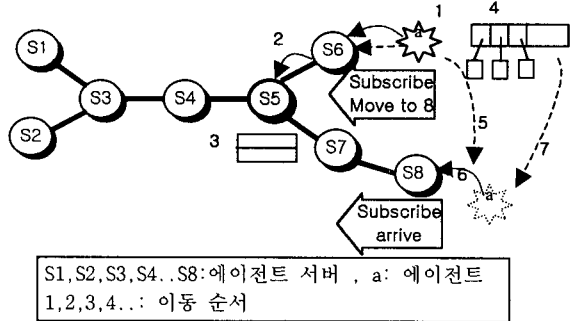 1
4
S1
2
S6
a
S3
S4
S5
Subscribe
Move to 8
S2
3
5
7
S7
S8
6
a
Subscribe
arrive
S1,S2,S3,S4..S8:에이전트 서버 , a: 에이전트
1,2,3,4..: 이동 순서